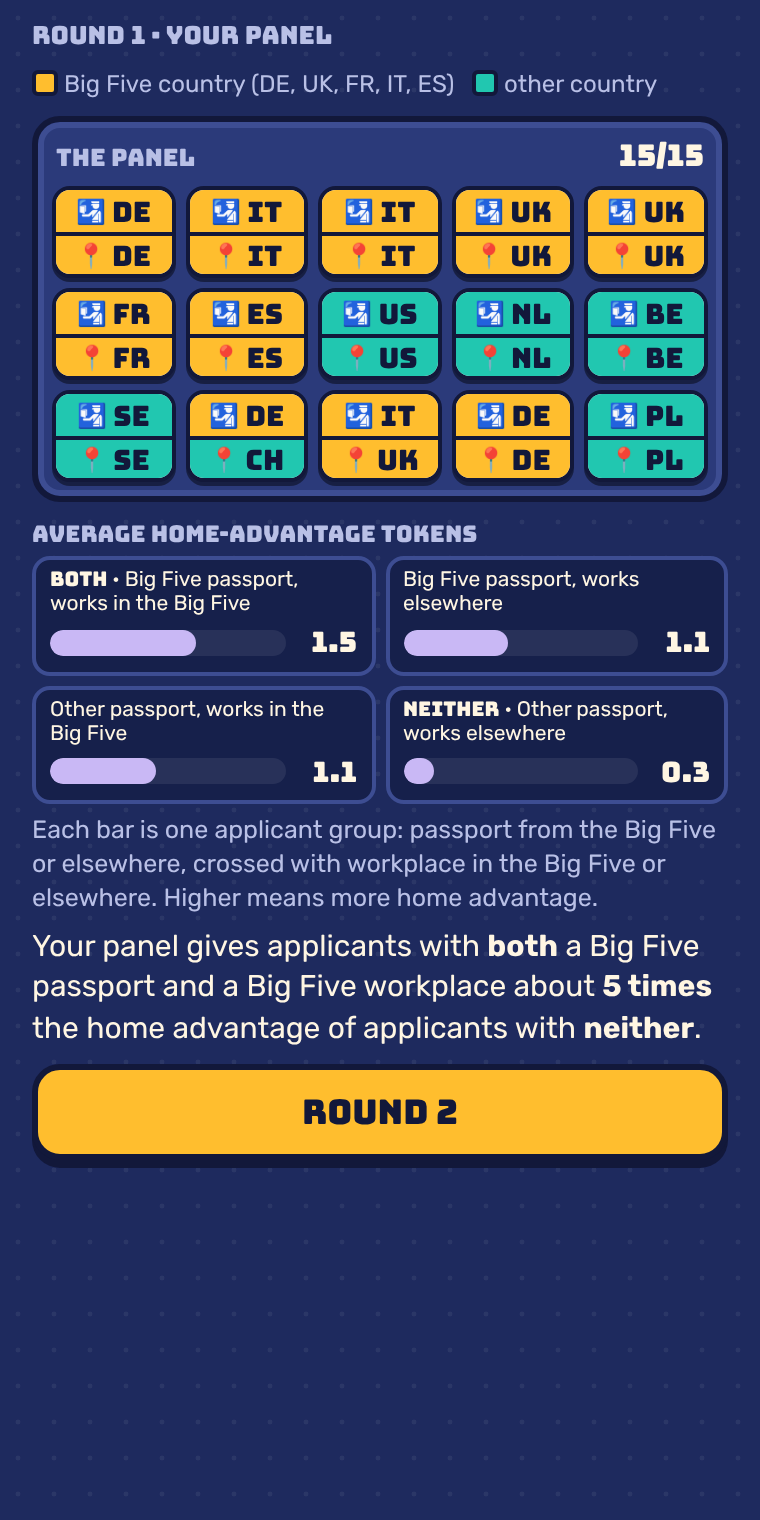 ROUND 1 · YOUR PANEL
Big Five country (DE, UK, FR, IT, ES) other country
THE PANEL 15/15
DE IT IT UK UK
DE IT IT UK UK
FR ES US NL BE
FR ES US NL BE
SE DE IT DE PL
SE CH UK DE PL
AVERAGE HOME-ADVANTAGE TOKENS
BOTH · Big Five passport,
works in the Big Five
1.5
Big Five passport, works
elsewhere
1.1
Other passport, works in the
Big Five
1.1
NEITHER · Other passport,
works elsewhere
0.3
Each bar is one applicant group: passport from the Big Five
or elsewhere, crossed with workplace in the Big Five or
elsewhere. Higher means more home advantage.
Your panel gives applicants with both a Big Five
passport and a Big Five workplace about 5 times
the home advantage of applicants with neither.
ROUND 2